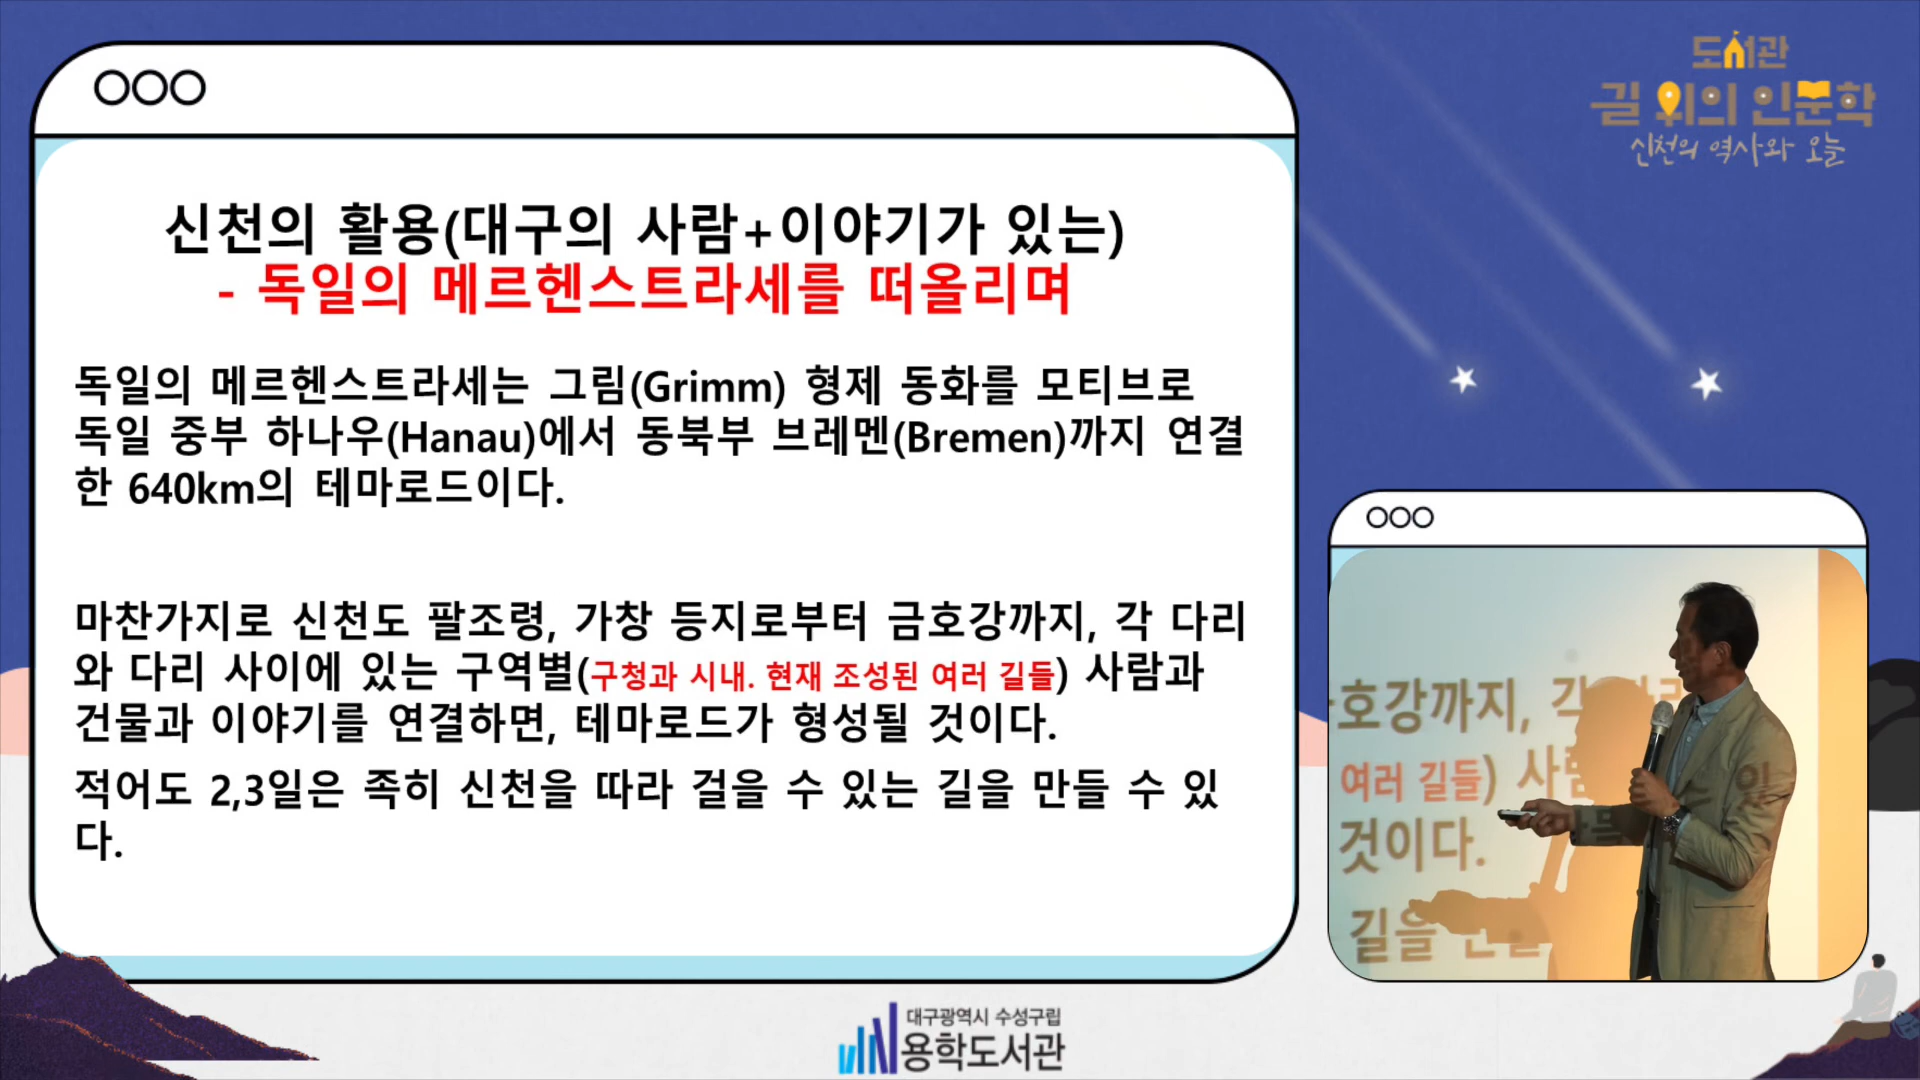 도서관
길 위의 인문학
신천의 역사와 오늘
신천의 활용(대구의 사람+이야기가 있는)
- 독일의 메르헨스트라세를 떠올리며
독일의 메르헨스트라세는 그림(Grimm) 형제 동화를 모티브로
독일 중부 하나우(Hanau)에서 동북부 브레멘(Bremen)까지 연결
한 640km의 테마로드이다.
마찬가지로 신천도 팔조령, 가창 등지로부터 금호강까지, 각 다리
와 다리 사이에 있는 구역별(구청과 시내. 현재 조성된 여러 길들) 사람과
건물과 이야기를 연결하면, 테마로드가 형성될 것이다.
적어도 2,3일은 족히 신천을 따라 걸을 수 있는 길을 만들 수 있
다.
호강까지, 각
여러 길들) 사
것이다.
길을
대구광역시 수성구립
용학도서관